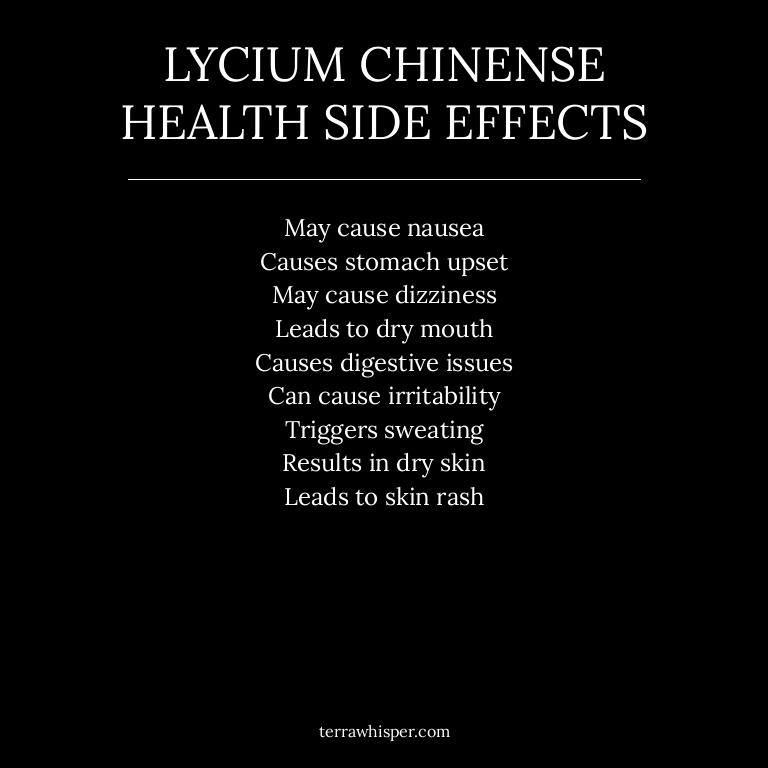 LYCIUM CHINENSE
HEALTH SIDE EFFECTS
May cause nausea
Causes stomach upset
May cause dizziness
Leads to dry mouth
Causes digestive issues
Can cause irritability
Triggers sweating
Results in dry skin
Leads to skin rash
terrawhisper.com